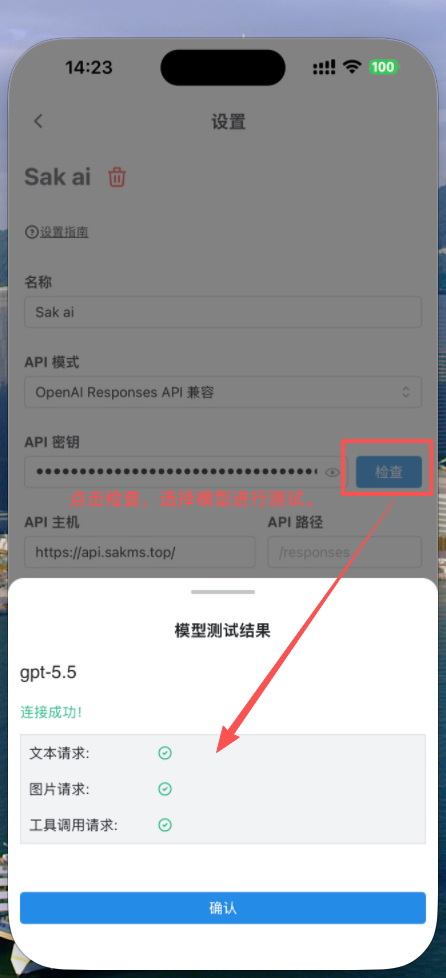 14:23
100
设置
Sak ai
设置指南
名称
Sak ai
API 模式
OpenAI Responses API 兼容
API 密钥
检查
点击检查，选择模型进行测试。
API 主机
API 路径
https://api.sakms.top/
/responses
模型测试结果
gpt-5.5
连接成功!
文本请求:
图片请求:
工具调用请求:
确认